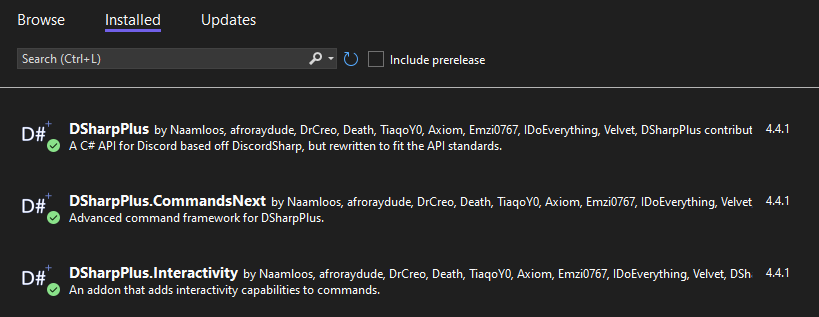 Browse Installed Updates
Search (Ctrl+L) Include prerelease
D#+ DSharpPlus by Naamloos, afroraydude, DrCreo, Death, TiaqoY0, Axiom, Emzi0767, IDoEverything, Velvet, DSharpPlus contribut 4.4.1
A C# API for Discord based off DiscordSharp, but rewritten to fit the API standards.
D#+ DSharpPlus.CommandsNext by Naamloos, afroraydude, DrCreo, Death, TiaqoY0, Axiom, Emzi0767, IDoEverything, Velvet 4.4.1
Advanced command framework for DSharpPlus.
D#+ DSharpPlus.Interactivity by Naamloos, afroraydude, DrCreo, Death, TiaqoY0, Axiom, Emzi0767, IDoEverything, Velvet, DSha 4.4.1
An addon that adds interactivity capabilities to commands.